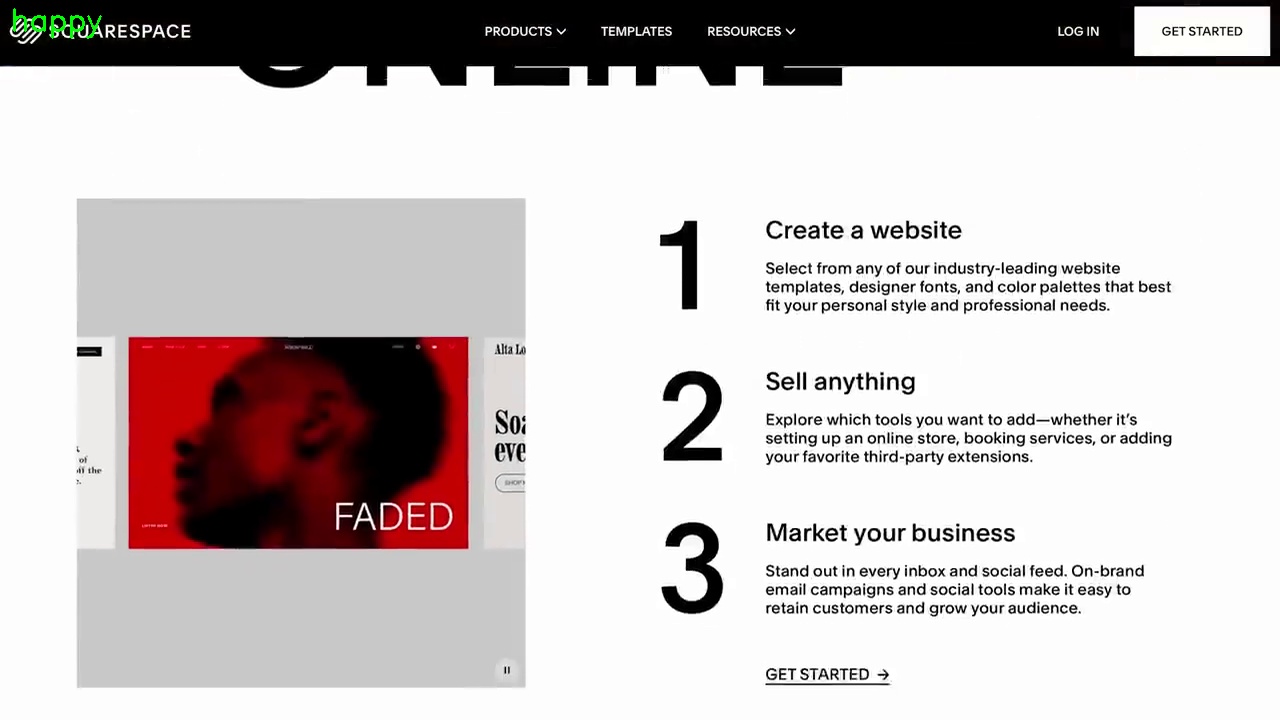 happy
SQUARESPACE
PRODUCTS
TEMPLATES
RESOURCES
LOG IN
GET STARTED
ONLINE
1
Create a website
Select from any of our industry-leading website
templates, designer fonts, and color palettes that best
fit your personal style and professional needs.
2
Sell anything
Explore which tools you want to add—whether it's
setting up an online store, booking services, or adding
your favorite third-party extensions.
3
Market your business
Stand out in every inbox and social feed. On-brand
email campaigns and social tools make it easy to
retain customers and grow your audience.
GET STARTED →
of
off the
FADED
Alta Lo
Soa
eve